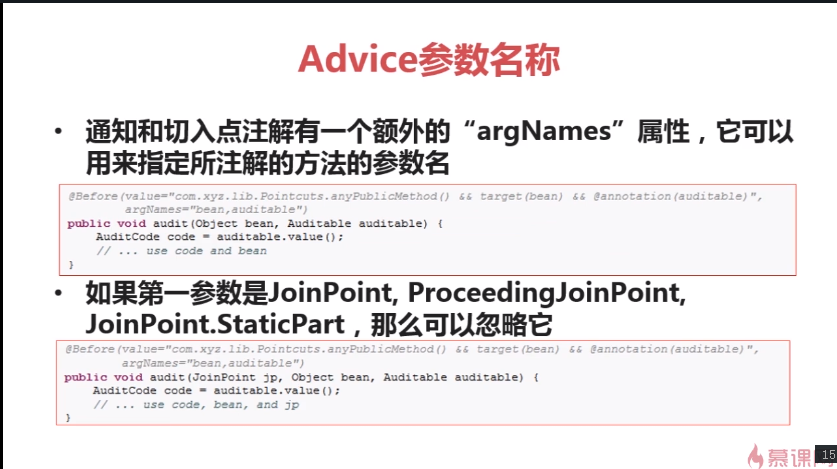 Advice参数名称
• 通知和切入点注解有一个额外的“argNames”属性，它可以
用来指定所注解的方法的参数名
@Before(value="com.xyz.lib.Pointcuts.anyPublicMethod() && target(bean) && @annotation(auditable)",
argNames="bean,auditable")
public void audit(Object bean, Auditable auditable) {
AuditCode code = auditable.value();
// ... use code and bean
}
• 如果第一参数是JoinPoint, ProceedingJoinPoint,
JoinPoint.StaticPart，那么可以忽略它
@Before(value="com.xyz.lib.Pointcuts.anyPublicMethod() && target(bean) && @annotation(auditable)",
argNames="bean,auditable")
public void audit(JoinPoint jp, Object bean, Auditable auditable) {
AuditCode code = auditable.value();
// ... use code, bean, and jp
}
慕课
15